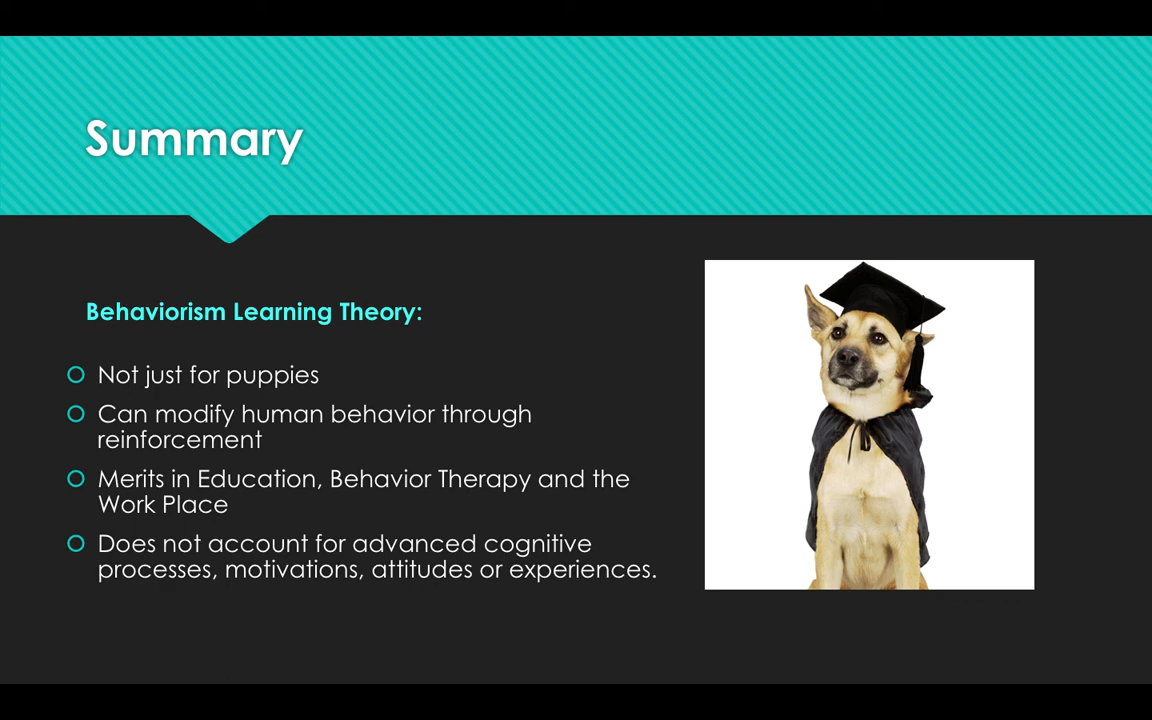 Summary
Behaviorism Learning Theory:
Not just for puppies
Can modify human behavior through
reinforcement
Merits in Education, Behavior Therapy and the
Work Place
Does not account for advanced cognitive
processes, motivations, attitudes or experiences.